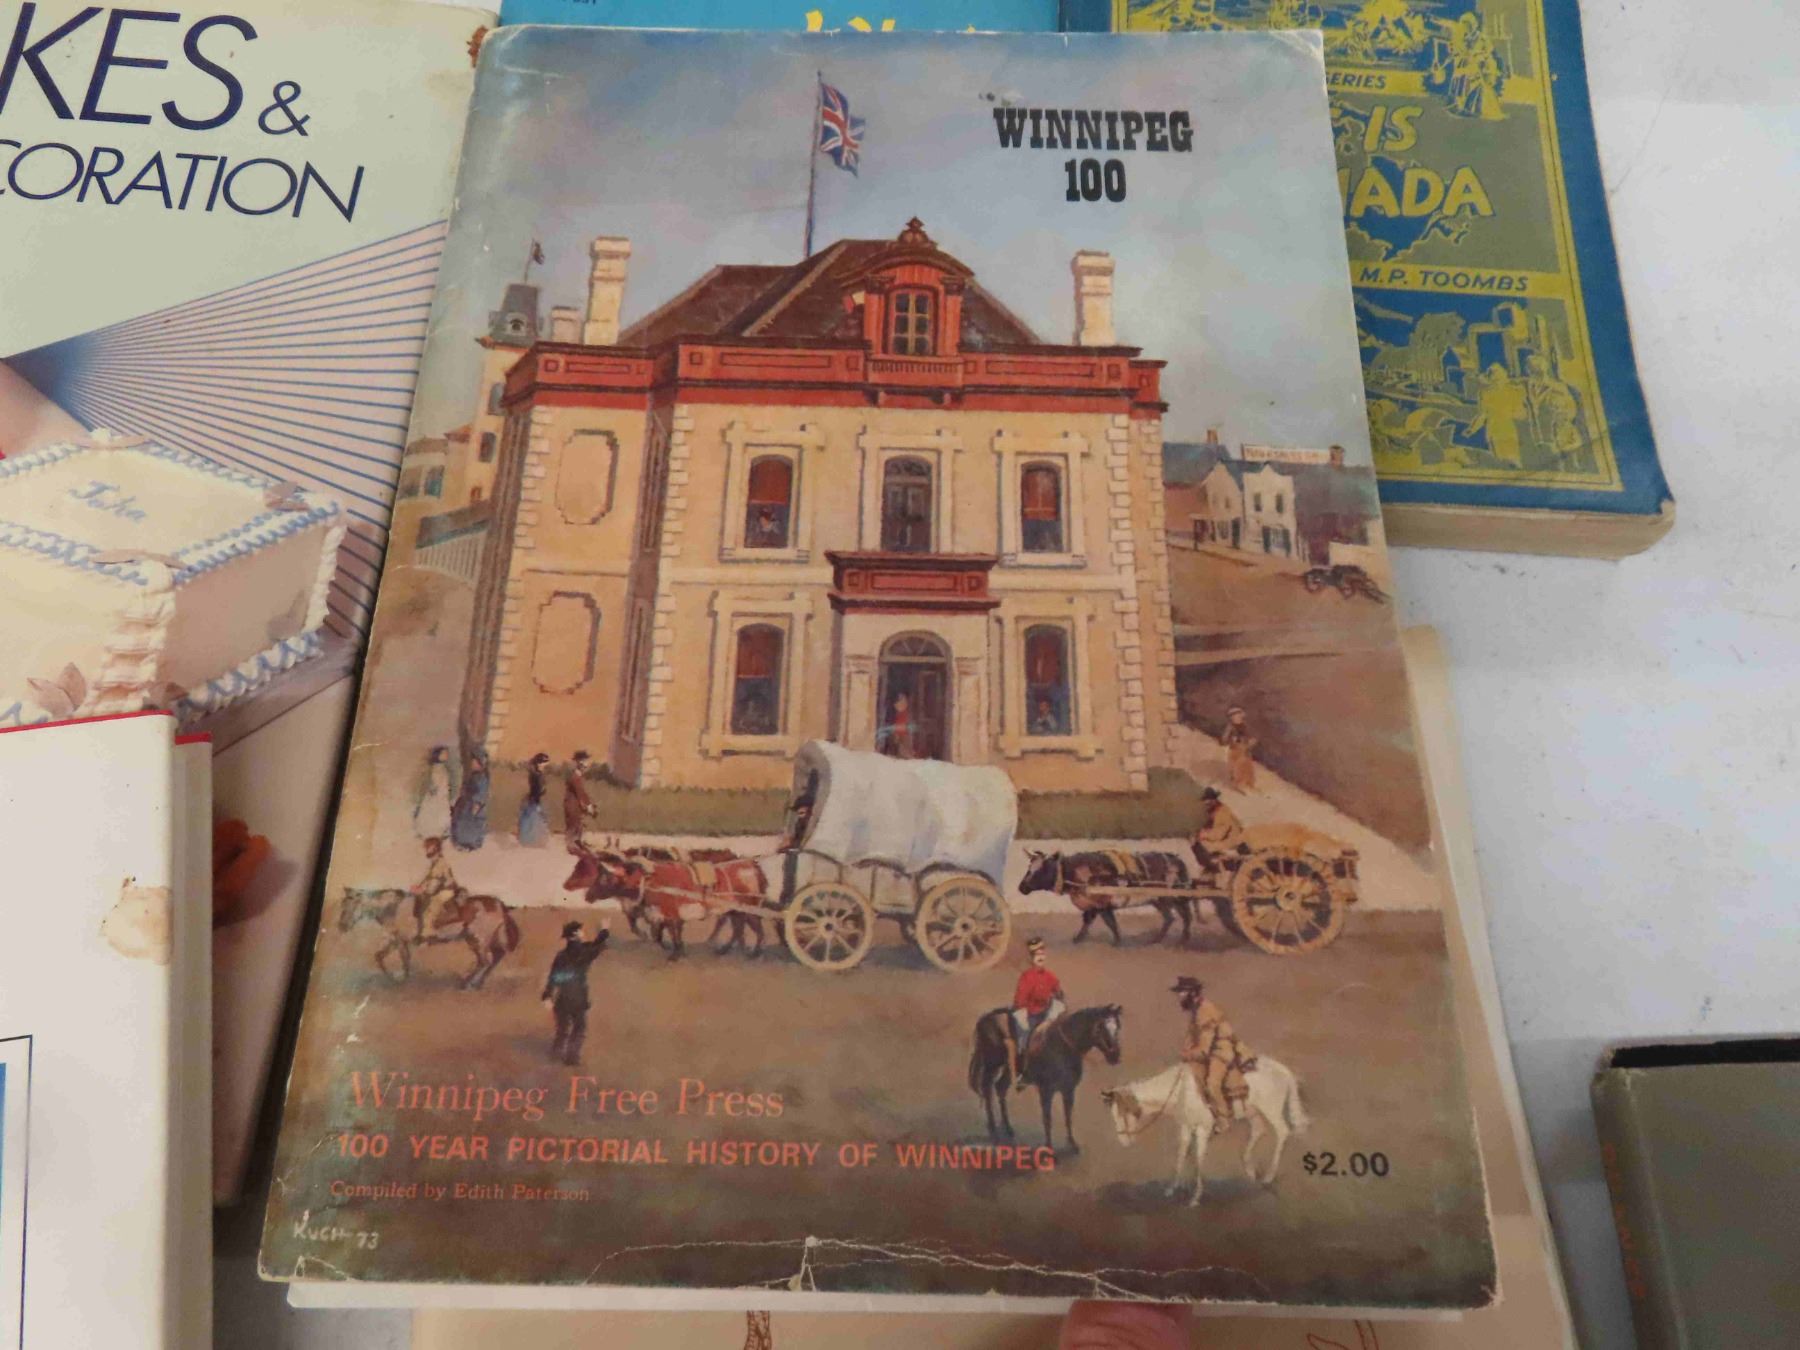 KES &
CORATION
John
WINNIPEG
100
SERIES
IS
NADA
M.P. TOOMBS
Winnipeg Free Press
100 YEAR PICTORIAL HISTORY OF WINNIPEG
Compiled by Edith Paterson
$2.00
KUCH 73